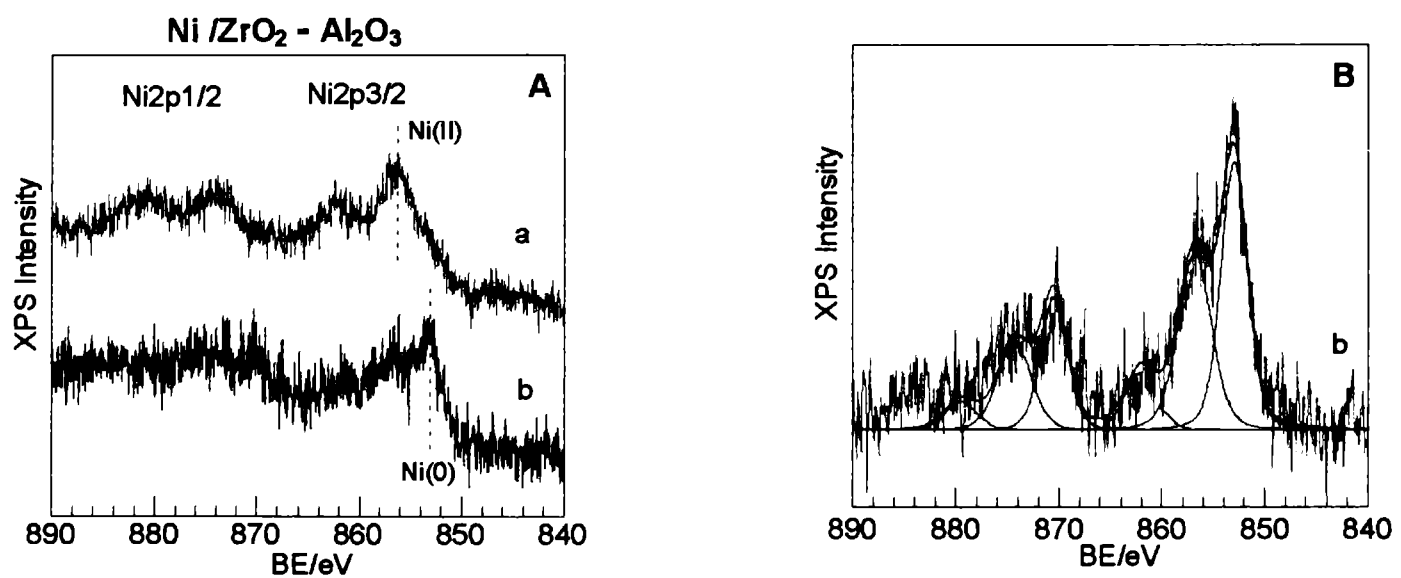 Ni /ZrO₂ - Al₂O₃
A
Ni2p1/2
Ni2p3/2
Ni(II)
a
b
Ni(0)
XPS Intensity
890 880 870 860 850 840
BE/eV
B
b
XPS Intensity
890 880 870 860 850 840
BE/eV